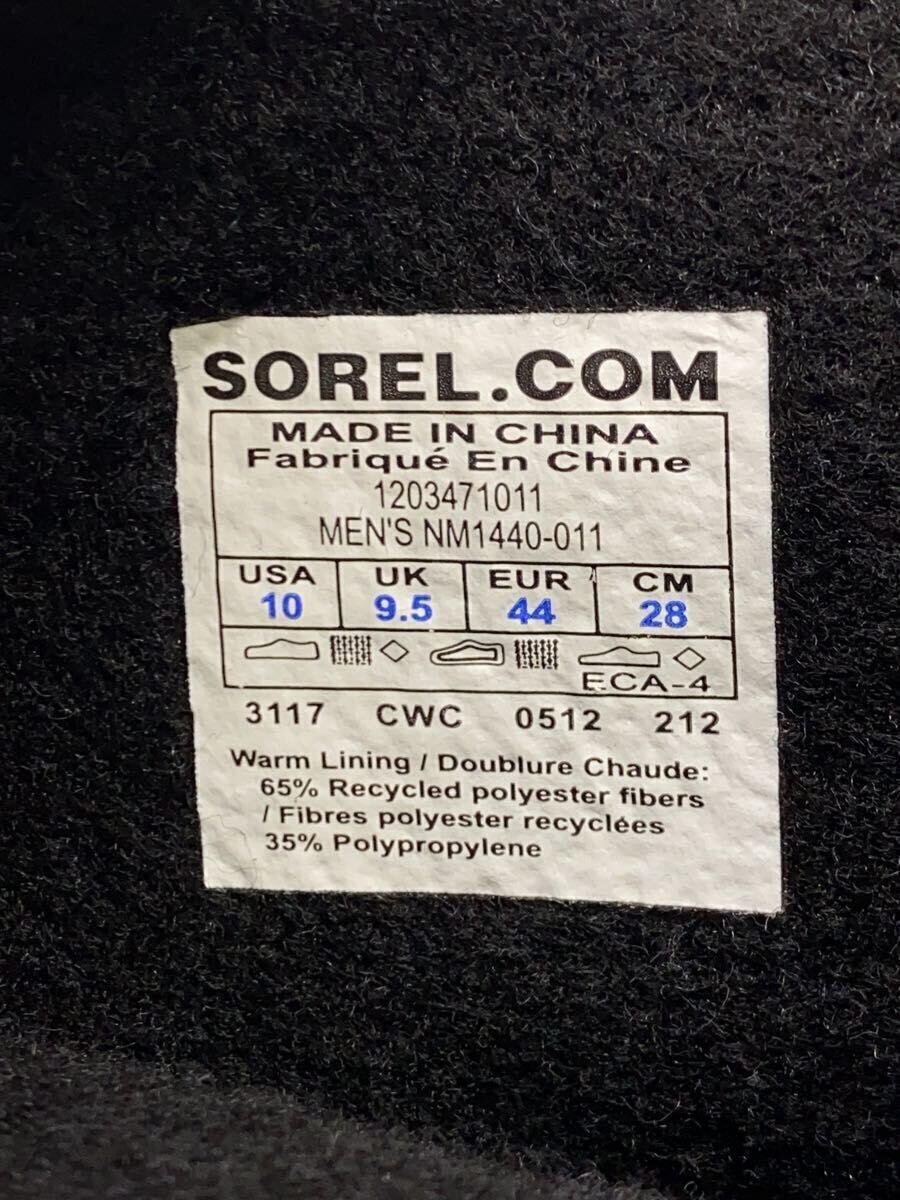 SOREL.COM
MADE IN CHINA
Fabriqué En Chine
1203471011
MEN'S NM1440-011
USA UK EUR CM
10 9.5 44 28
ECA-4
3117 CWC 0512 212
Warm Lining / Doublure Chaude:
65% Recycled polyester fibers
/ Fibres polyester recyclées
35% Polypropylene